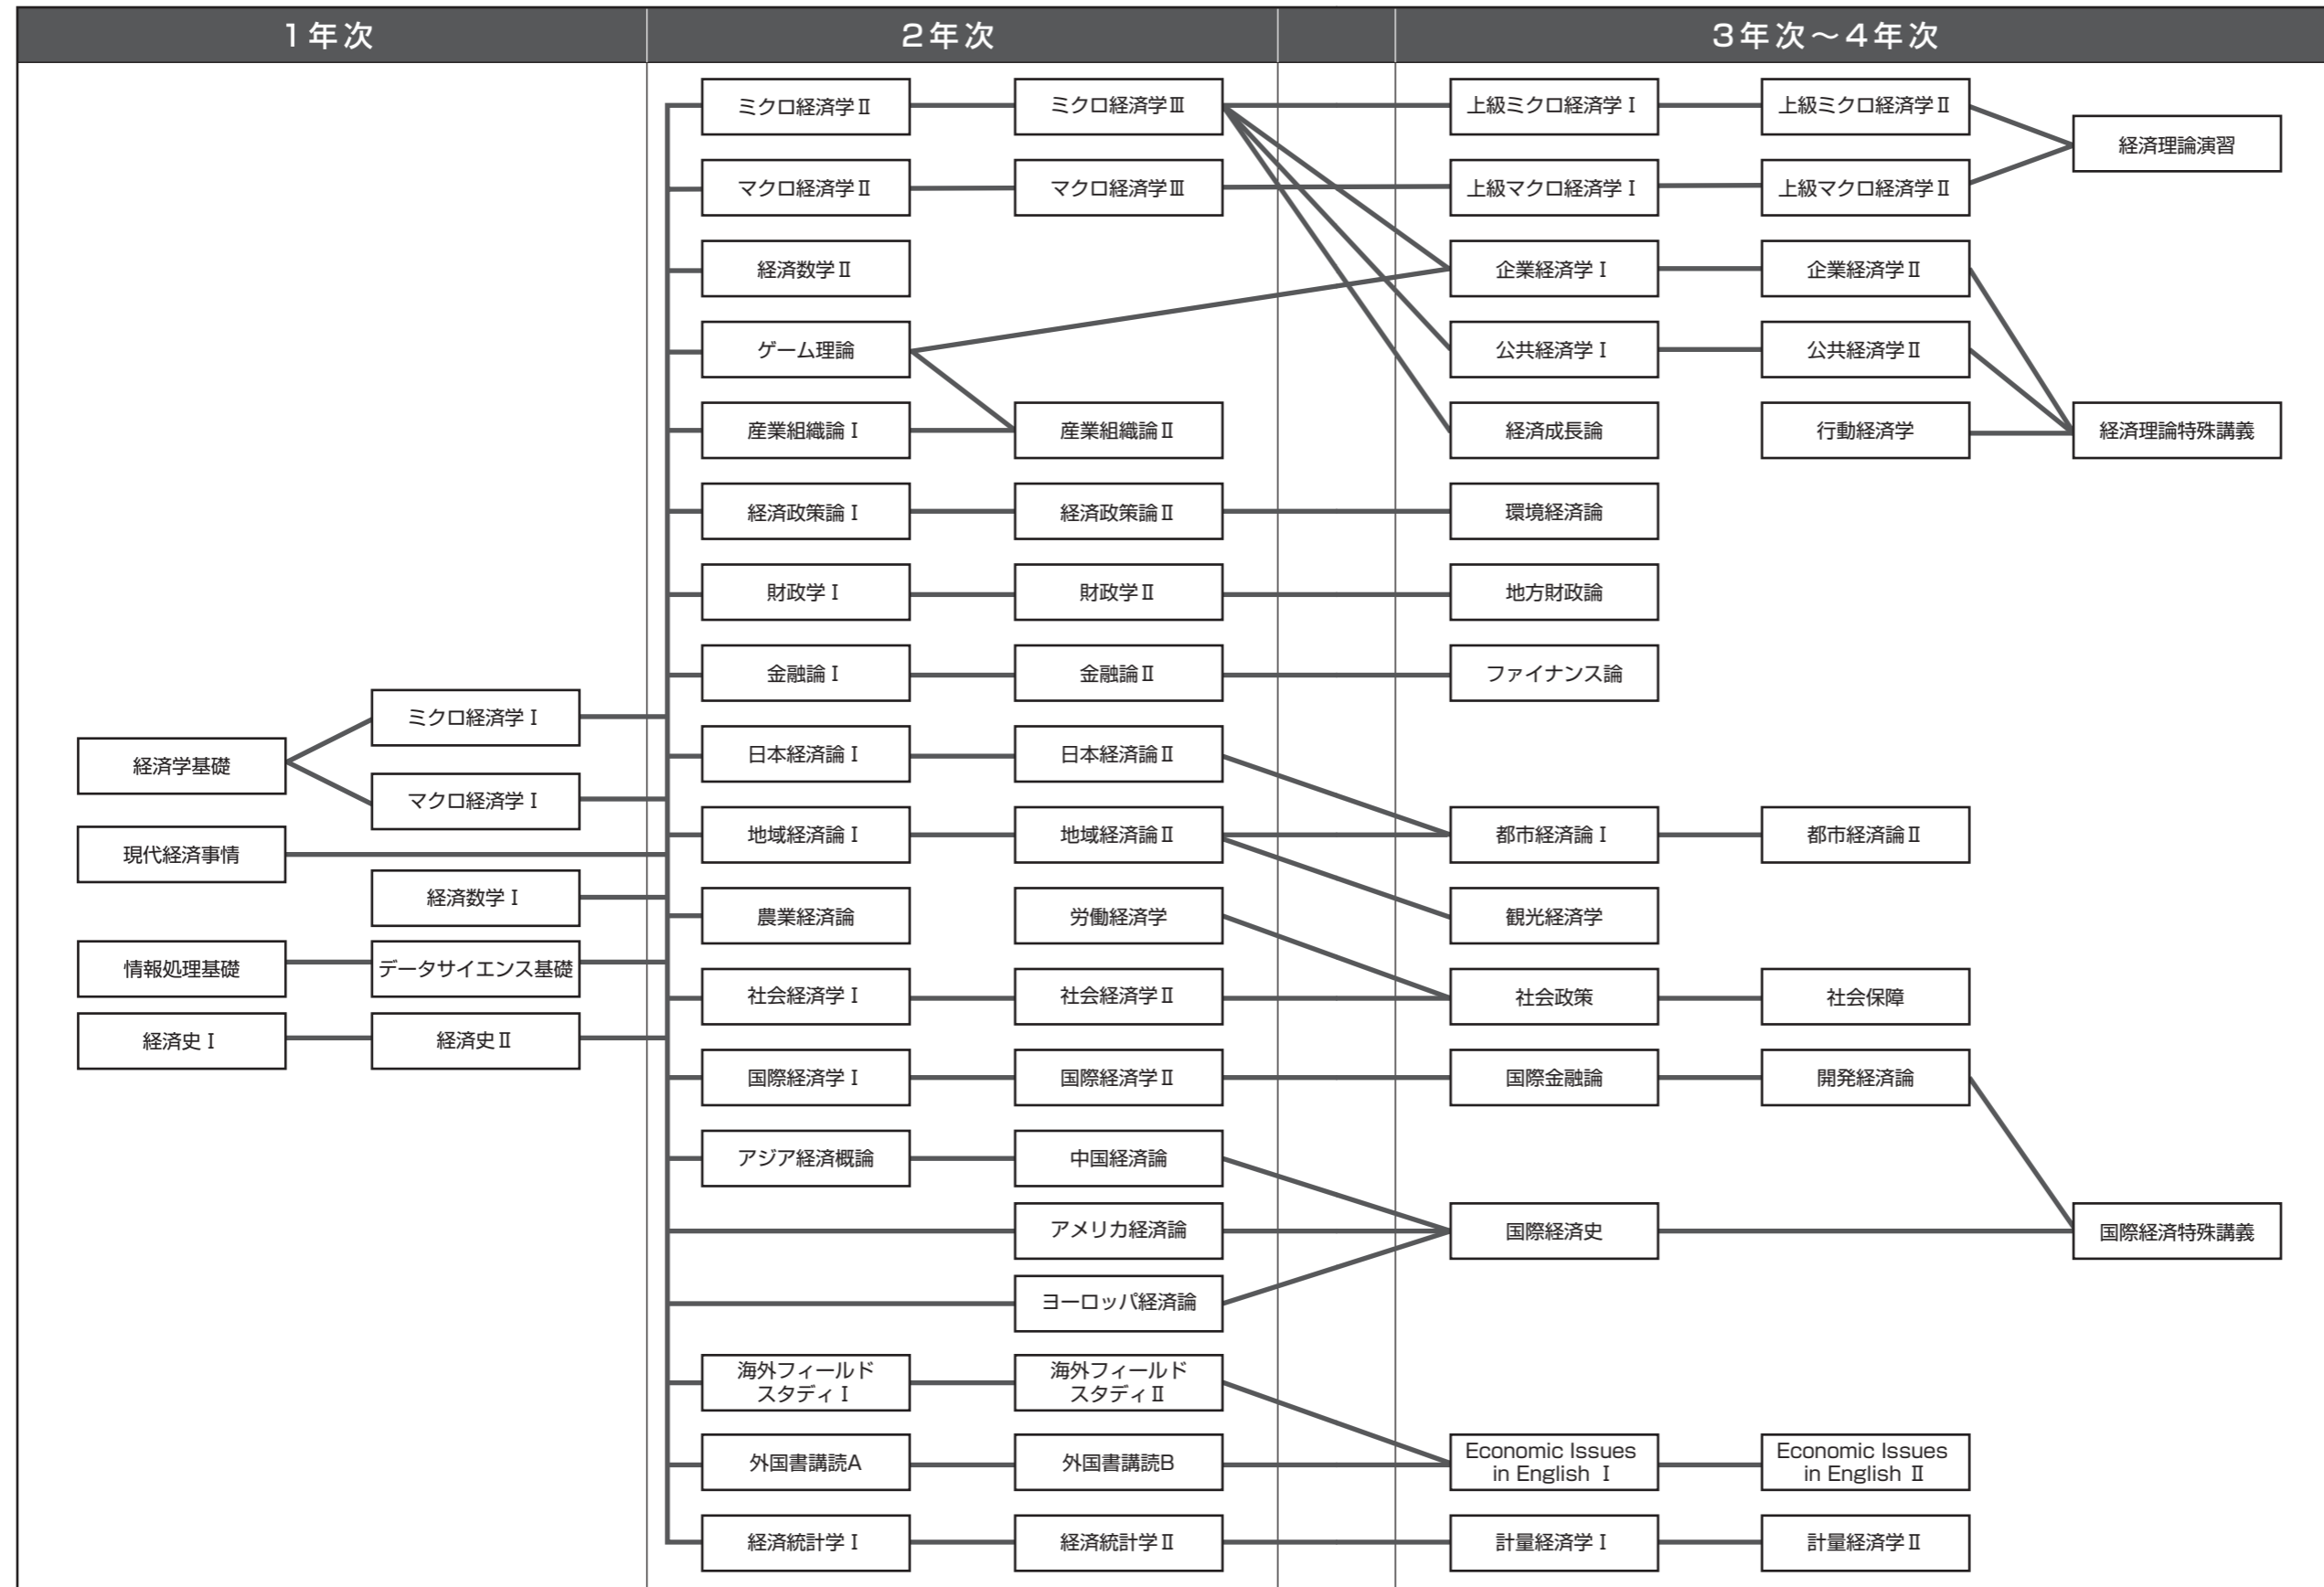 1年次
2年次
3年次～4年次
ミクロ経済学Ⅱ
ミクロ経済学Ⅲ
上級ミクロ経済学Ⅰ
上級ミクロ経済学Ⅱ
経済理論演習
マクロ経済学Ⅱ
マクロ経済学Ⅲ
上級マクロ経済学Ⅰ
上級マクロ経済学Ⅱ
経済数学Ⅱ
企業経済学Ⅰ
企業経済学Ⅱ
ゲーム理論
公共経済学Ⅰ
公共経済学Ⅱ
産業組織論Ⅰ
産業組織論Ⅱ
経済成長論
行動経済学
経済理論特殊講義
経済政策論Ⅰ
経済政策論Ⅱ
環境経済論
財政学Ⅰ
財政学Ⅱ
地方財政論
金融論Ⅰ
金融論Ⅱ
ファイナンス論
ミクロ経済学Ⅰ
経済学基礎
日本経済論Ⅰ
日本経済論Ⅱ
マクロ経済学Ⅰ
地域経済論Ⅰ
地域経済論Ⅱ
都市経済論Ⅰ
都市経済論Ⅱ
現代経済事情
経済数学Ⅰ
農業経済論
労働経済学
観光経済学
情報処理基礎
データサイエンス基礎
社会経済学Ⅰ
社会経済学Ⅱ
社会政策
社会保障
経済史Ⅰ
経済史Ⅱ
国際経済学Ⅰ
国際経済学Ⅱ
国際金融論
開発経済論
アジア経済概論
中国経済論
アメリカ経済論
国際経済史
国際経済特殊講義
ヨーロッパ経済論
海外フィールド
スタディⅠ
海外フィールド
スタディⅡ
外国書講読A
外国書講読B
Economic Issues
in English Ⅰ
Economic Issues
in English Ⅱ
経済統計学Ⅰ
経済統計学Ⅱ
計量経済学Ⅰ
計量経済学Ⅱ